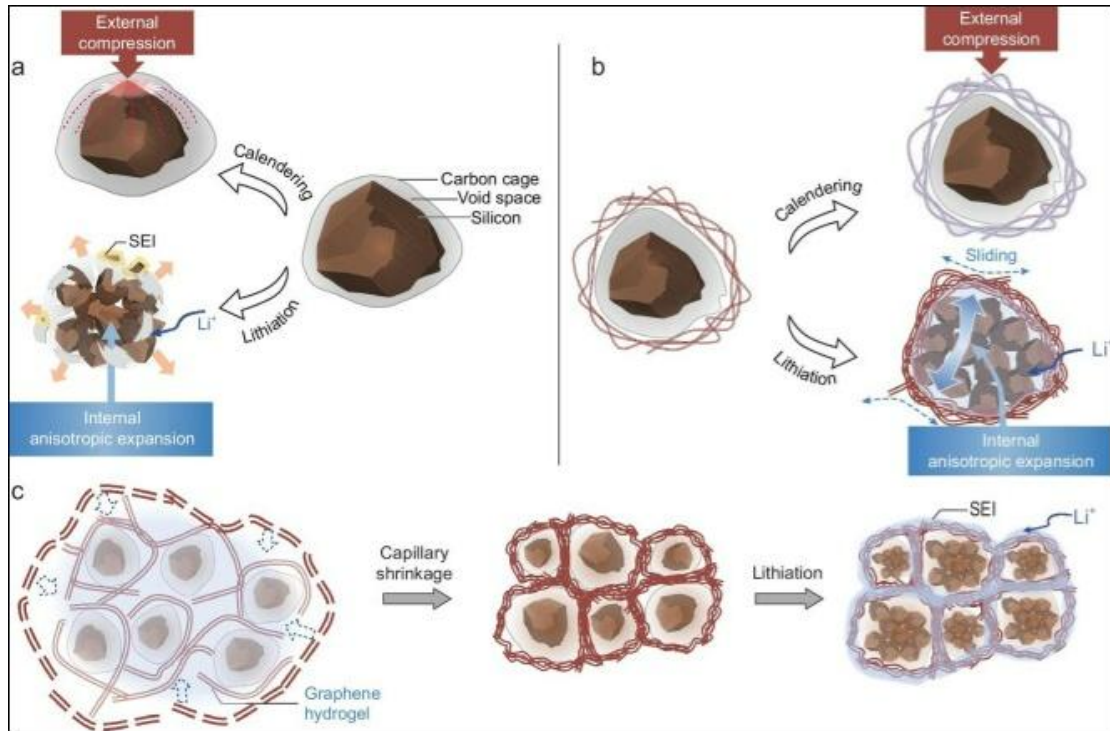 External
compression
a
Calendering
Carbon cage
Void space
Silicon
SEI
Li⁺
Lithiation
Internal
anisotropic expansion
b
External
compression
Calendering
Sliding
Lithiation
Li⁺
Internal
anisotropic expansion
c
Graphene
hydrogel
Capillary
shrinkage
Lithiation
SEI
Li⁺